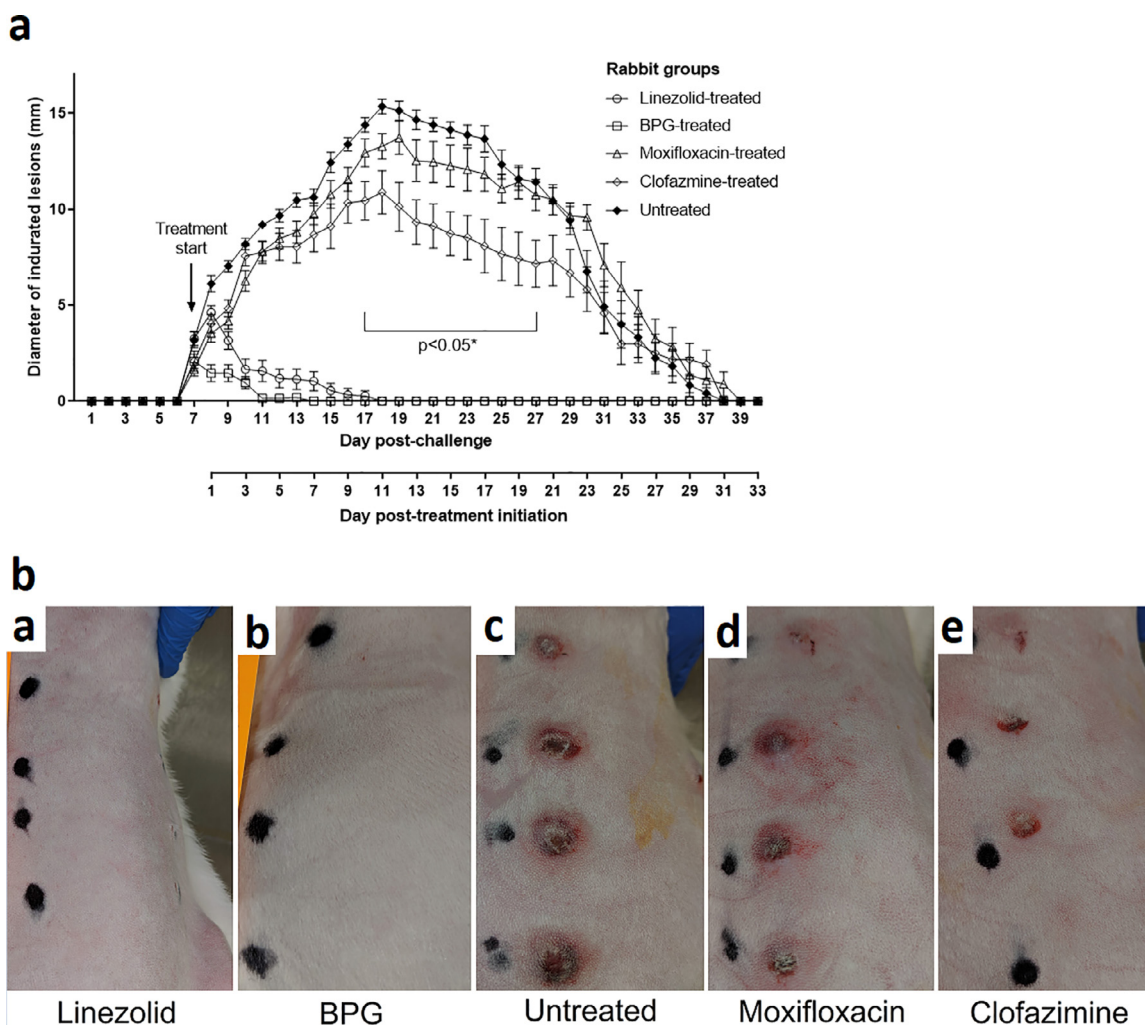 a
Rabbit groups
Linezolid-treated
BPG-treated
Moxifloxacin-treated
Clofazmine-treated
Untreated
Diameter of indurated lesions (mm)
15
10
5
0
Treatment
start
p<0.05*
1 3 5 7 9 11 13 15 17 19 21 23 25 27 29 31 33 35 37 39
Day post-challenge
1 3 5 7 9 11 13 15 17 19 21 23 25 27 29 31 33
Day post-treatment initiation
b
a b c d e
Linezolid BPG Untreated Moxifloxacin Clofazimine